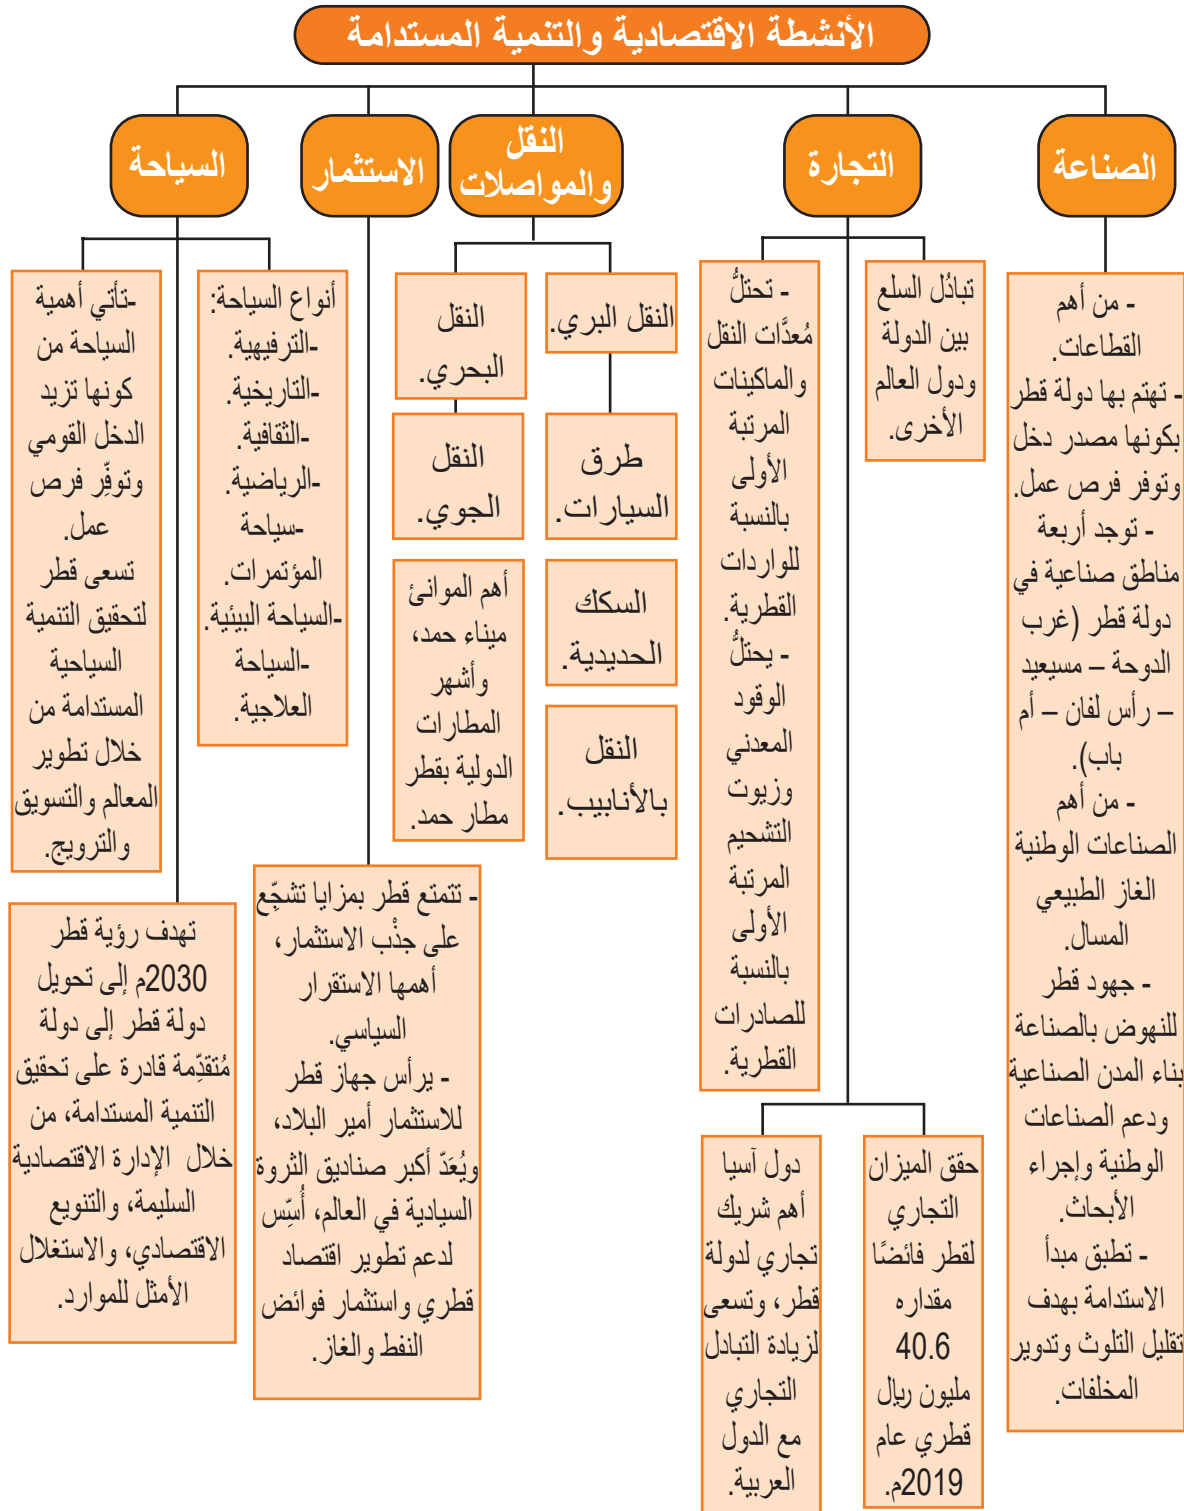 الأنشطة الاقتصادية والتنمية المستدامة
الصناعة
- من أهم
القطاعات.
- تهتم بها دولة قطر
بكونها مصدر دخل
وتوفر فرص عمل.
- توجد أربعة
مناطق صناعية في
دولة قطر (غرب
الدوحة – مسيعيد
– رأس لفان – أم
باب).
- من أهم
الصناعات الوطنية
الغاز الطبيعي
المسال.
- جهود قطر
للنهوض بالصناعة
بناء المدن الصناعية
ودعم الصناعات
الوطنية وإجراء
الأبحاث.
- تطبق مبدأ
الاستدامة بهدف
تقليل التلوث وتدوير
المخلفات.
التجارة
تبادُل السلع
بين الدولة
ودول العالم
الأخرى.
- تحتلُّ
مُعدَّات النقل
والماكينات
المرتبة
الأولى
بالنسبة
للواردات
القطرية.
- يحتلُّ
الوقود
المعدني
وزيوت
التشحيم
المرتبة
الأولى
بالنسبة
للصادرات
القطرية.
حقق الميزان
التجاري
لقطر فائضًا
مقداره
40.6
مليون ريال
قطري عام
2019م.
دول آسيا
أهم شريك
تجاري لدولة
قطر، وتسعى
لزيادة التبادل
التجاري
مع الدول
العربية.
النقل
والمواصلات
النقل البري.
طرق
السيارات.
السكك
الحديدية.
النقل
بالأنابيب.
النقل
البحري.
النقل
الجوي.
أهم الموانئ
ميناء حمد،
وأشهر
المطارات
الدولية بقطر
مطار حمد.
الاستثمار
- تتمتع قطر بمزايا تشجِّع
على جذْب الاستثمار،
أهمها الاستقرار
السياسي.
- يرأس جهاز قطر
للاستثمار أمير البلاد،
ويُعَدّ أكبر صناديق الثروة
السيادية في العالم، أُسِّس
لدعم تطوير اقتصاد
قطري واستثمار فوائض
النفط والغاز.
السياحة
أنواع السياحة:
-الترفيهية.
-التاريخية.
-الثقافية.
-الرياضية.
-سياحة
المؤتمرات.
-السياحة البيئية.
-السياحة
العلاجية.
-تأتي أهمية
السياحة من
كونها تزيد
الدخل القومي
وتوفِّر فرص
عمل.
تسعى قطر
لتحقيق التنمية
السياحية
المستدامة من
خلال تطوير
المعالم والتسويق
والترويج.
تهدف رؤية قطر
2030م إلى تحويل
دولة قطر إلى دولة
مُتقدِّمة قادرة على تحقيق
التنمية المستدامة، من
خلال الإدارة الاقتصادية
السليمة، والتنويع
الاقتصادي، والاستغلال
الأمثل للموارد.